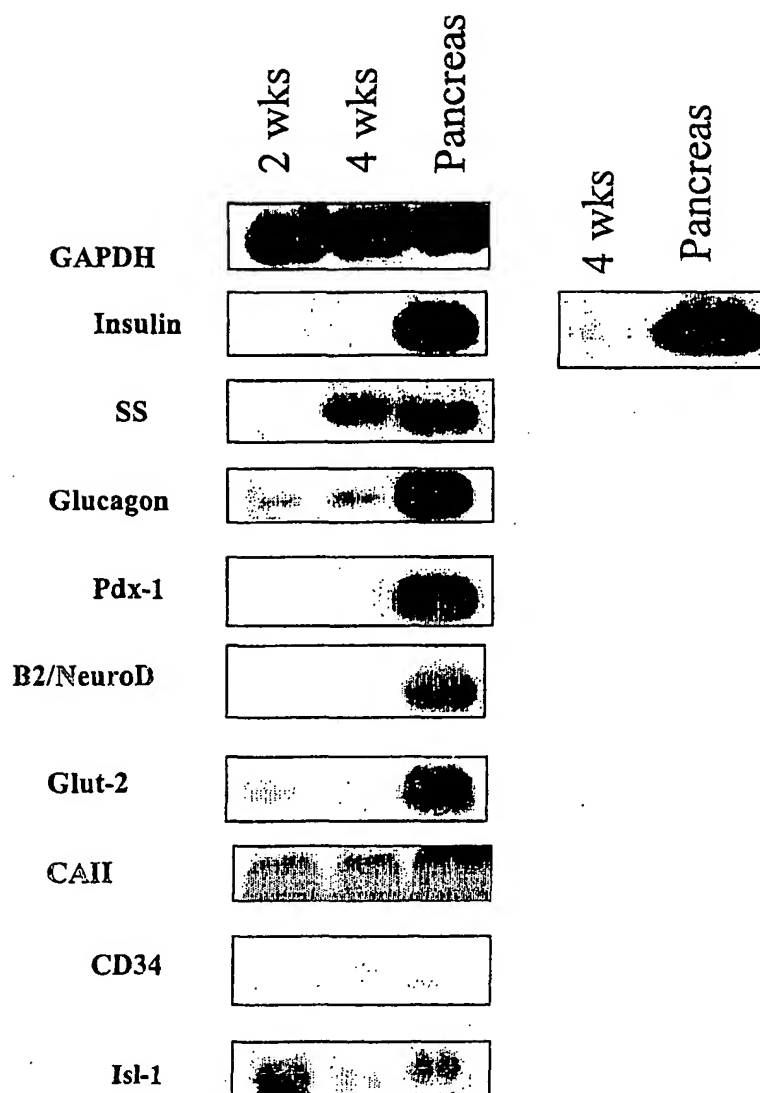 2 wks
4 wks
Pancreas
4 wks
Pancreas
GAPDH
Insulin
SS
Glucagon
Pdx-1
B2/NeuroD
Glut-2
CAII
CD34
Isl-1